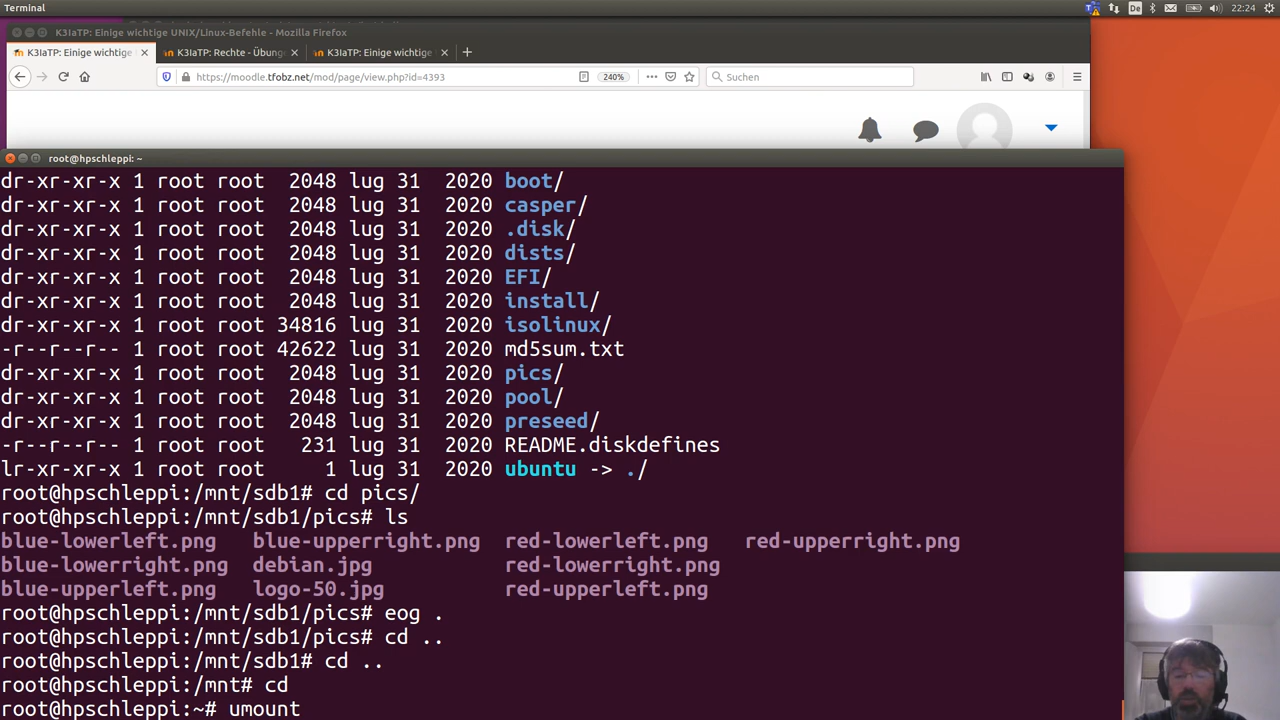 Terminal
De
22:24
K3IaTP: Einige wichtige UNIX/Linux-Befehle - Mozilla Firefox
K3IaTP: Einige wichtige
K3IaTP: Rechte - Übung
K3IaTP: Einige wichtige
https://moodle.tfobz.net/mod/page/view.php?id=4393
240%
Suchen
root@hpschleppi: ~
dr-xr-xr-x 1 root root  2048 lug 31  2020 boot/
dr-xr-xr-x 1 root root  2048 lug 31  2020 casper/
dr-xr-xr-x 1 root root  2048 lug 31  2020 .disk/
dr-xr-xr-x 1 root root  2048 lug 31  2020 dists/
dr-xr-xr-x 1 root root  2048 lug 31  2020 EFI/
dr-xr-xr-x 1 root root  2048 lug 31  2020 install/
dr-xr-xr-x 1 root root 34816 lug 31  2020 isolinux/
-r--r--r-- 1 root root 42622 lug 31  2020 md5sum.txt
dr-xr-xr-x 1 root root  2048 lug 31  2020 pics/
dr-xr-xr-x 1 root root  2048 lug 31  2020 pool/
dr-xr-xr-x 1 root root  2048 lug 31  2020 preseed/
-r--r--r-- 1 root root   231 lug 31  2020 README.diskdefines
lr-xr-xr-x 1 root root     1 lug 31  2020 ubuntu -> ./
root@hpschleppi:/mnt/sdb1# cd pics/
root@hpschleppi:/mnt/sdb1/pics# ls
blue-lowerleft.png   blue-upperright.png  red-lowerleft.png   red-upperright.png
blue-lowerright.png  debian.jpg           red-lowerright.png
blue-upperleft.png   logo-50.jpg          red-upperleft.png
root@hpschleppi:/mnt/sdb1/pics# eog .
root@hpschleppi:/mnt/sdb1/pics# cd ..
root@hpschleppi:/mnt/sdb1# cd ..
root@hpschleppi:/mnt# cd
root@hpschleppi:~# umount